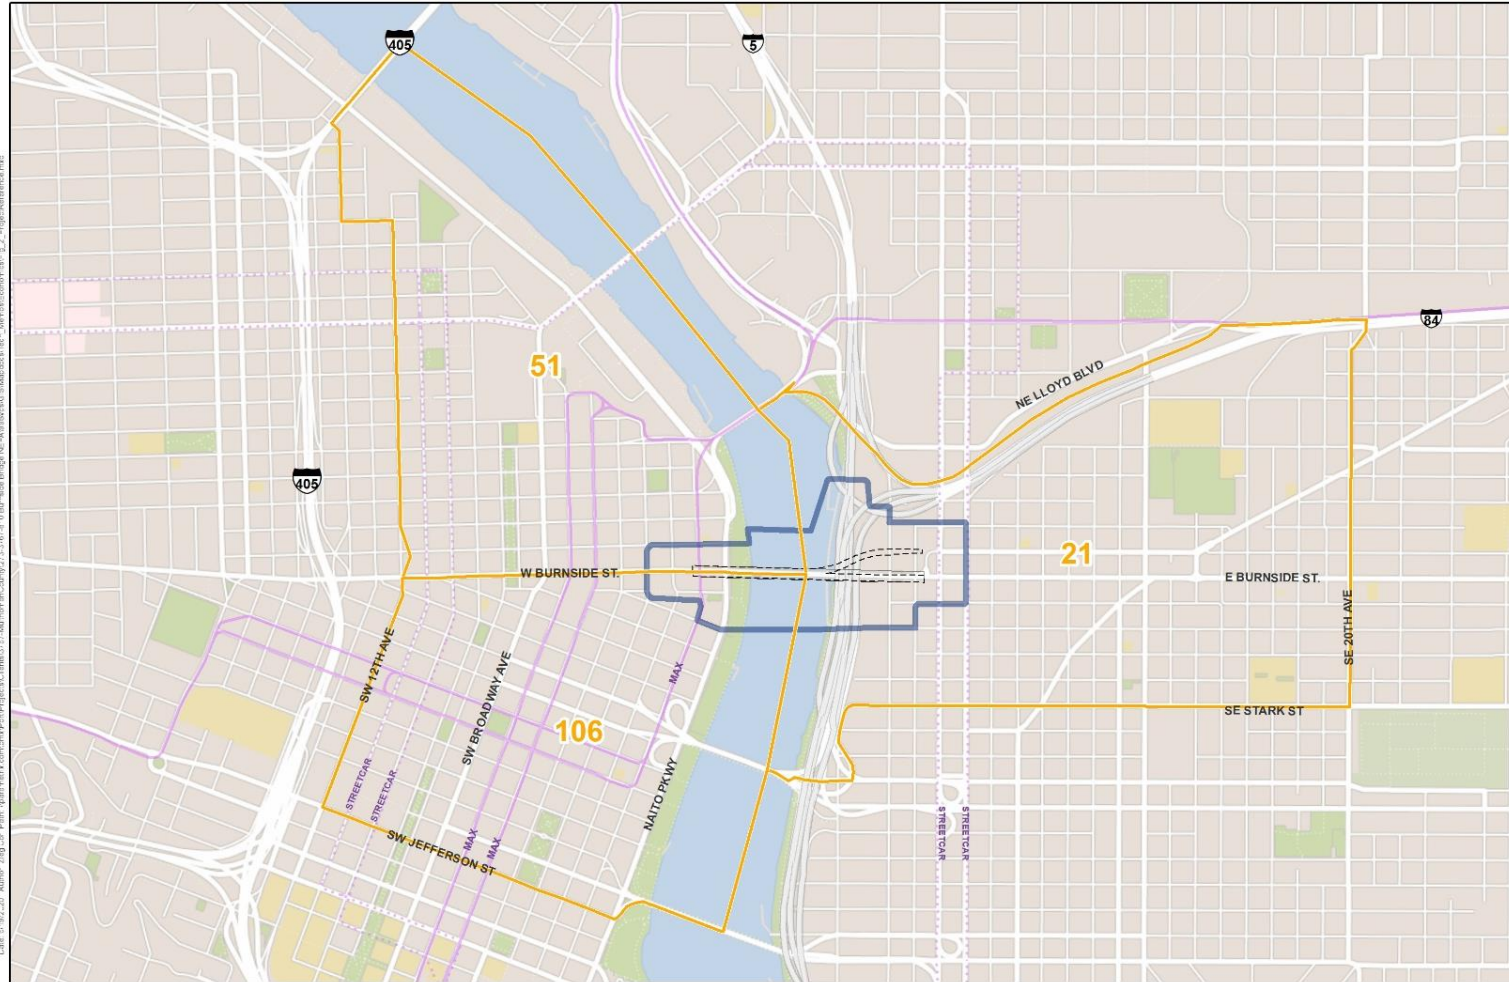 405
5
84
51
NE LLOYD BLVD
405
21
W BURNSIDE ST.
E BURNSIDE ST.
SE 20TH AVE
SW 12TH AVE
MAX
SW BROADWAY AVE
SE STARK ST
106
STREETCAR
STREETCAR
NAITO PKWY
MAX
MAX
SW JEFFERSON ST
STREETCAR
STREETCAR